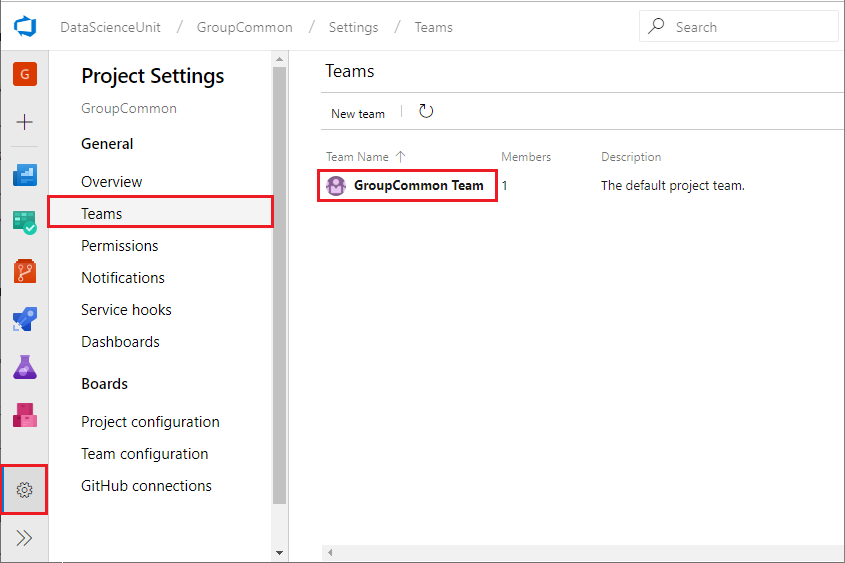 DataScienceUnit / GroupCommon / Settings / Teams
Search
G
Project Settings
GroupCommon
General
Overview
Teams
Permissions
Notifications
Service hooks
Dashboards
Boards
Project configuration
Team configuration
GitHub connections
Teams
New team
Team Name Members Description
GroupCommon Team 1 The default project team.